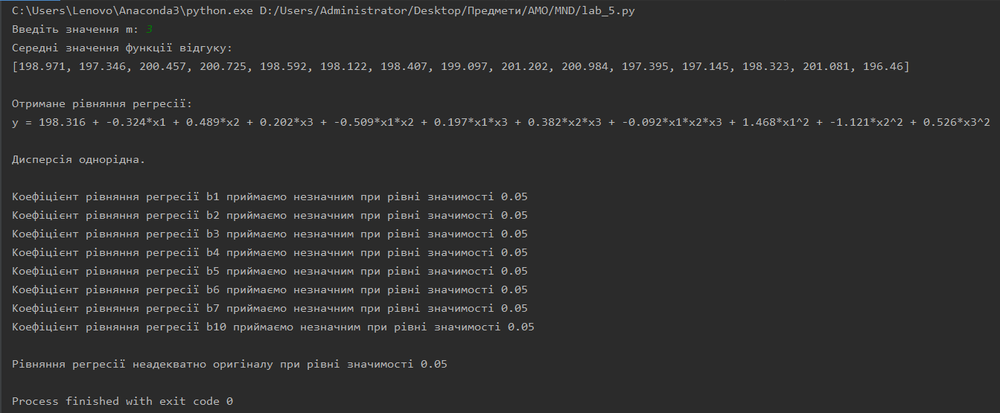 C:\Users\Lenovo\Anaconda3\python.exe D:/Users/Administrator/Desktop/Предмети/АМО/MND/lab_5.py
Введіть значення m: 3
Середні значення функції відгуку:
[198.971, 197.346, 200.457, 200.725, 198.592, 198.122, 198.407, 199.097, 201.202, 200.984, 197.395, 197.145, 198.323, 201.081, 196.46]
Отримане рівняння регресії:
y = 198.316 + -0.324*x1 + 0.489*x2 + 0.202*x3 + -0.509*x1*x2 + 0.197*x1*x3 + 0.382*x2*x3 + -0.092*x1*x2*x3 + 1.468*x1^2 + -1.121*x2^2 + 0.526*x3^2
Дисперсія однорідна.
Коефіцієнт рівняння регресії b1 приймаємо незначним при рівні значимості 0.05
Коефіцієнт рівняння регресії b2 приймаємо незначним при рівні значимості 0.05
Коефіцієнт рівняння регресії b3 приймаємо незначним при рівні значимості 0.05
Коефіцієнт рівняння регресії b4 приймаємо незначним при рівні значимості 0.05
Коефіцієнт рівняння регресії b5 приймаємо незначним при рівні значимості 0.05
Коефіцієнт рівняння регресії b6 приймаємо незначним при рівні значимості 0.05
Коефіцієнт рівняння регресії b7 приймаємо незначним при рівні значимості 0.05
Коефіцієнт рівняння регресії b10 приймаємо незначним при рівні значимості 0.05
Рівняння регресії неадекватно оригіналу при рівні значимості 0.05
Process finished with exit code 0